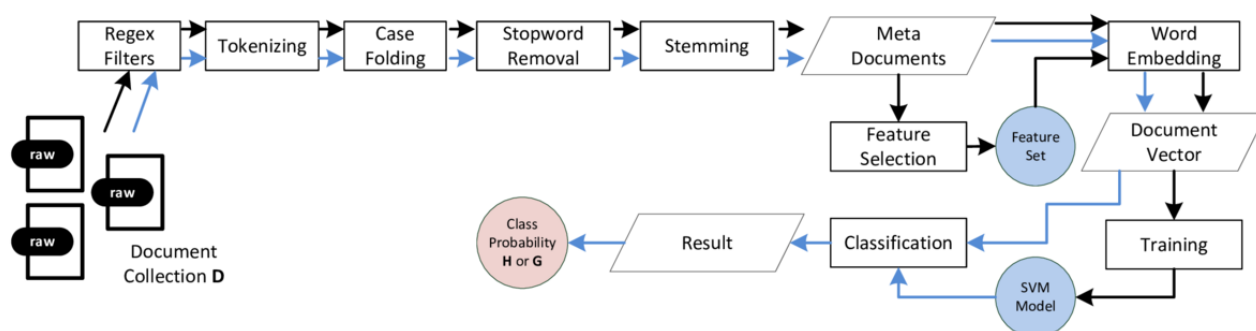 Regex
Filters
Tokenizing
Case
Folding
Stopword
Removal
Stemming
Meta
Documents
Word
Embedding
Feature
Selection
Feature
Set
Document
Vector
raw
raw
raw
Document
Collection D
Class
Probability
H or G
Result
Classification
Training
SVM
Model